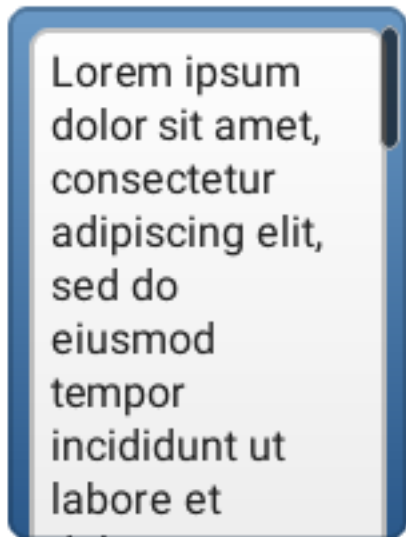 Lorem ipsum
dolor sit amet,
consectetur
adipiscing elit,
sed do
eiusmod
tempor
incididunt ut
labore et